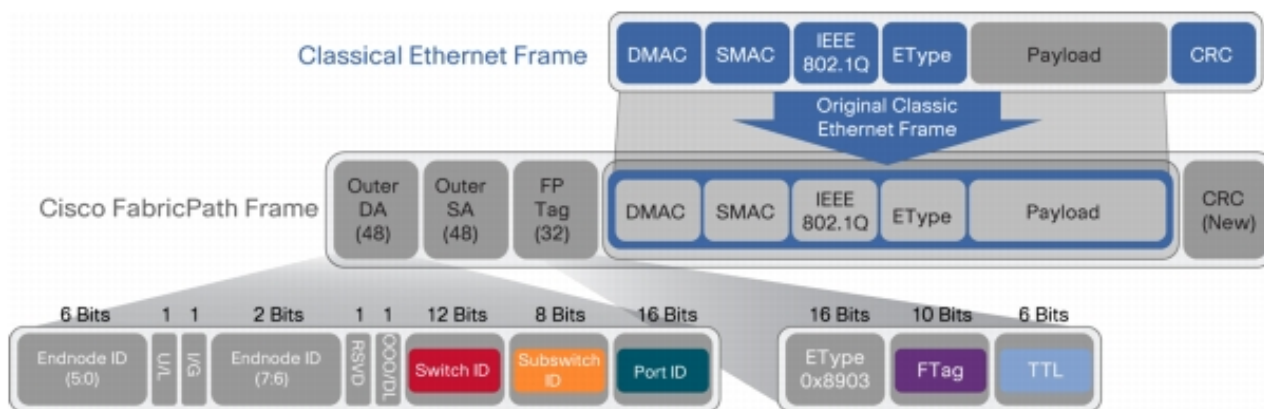 Classical Ethernet Frame
DMAC
SMAC
IEEE
802.1Q
EType
Payload
CRC
Original Classic
Ethernet Frame
Cisco FabricPath Frame
Outer
DA
(48)
Outer
SA
(48)
FP
Tag
(32)
DMAC
SMAC
IEEE
802.1Q
EType
Payload
CRC
(New)
6 Bits
1
1
2 Bits
1
1
12 Bits
8 Bits
16 Bits
Endnode ID
(5:0)
U/L
I/G
Endnode ID
(7:6)
RSVD
OOO/DL
Switch ID
Subswitch
ID
Port ID
16 Bits
10 Bits
6 Bits
EType
0x8903
FTag
TTL